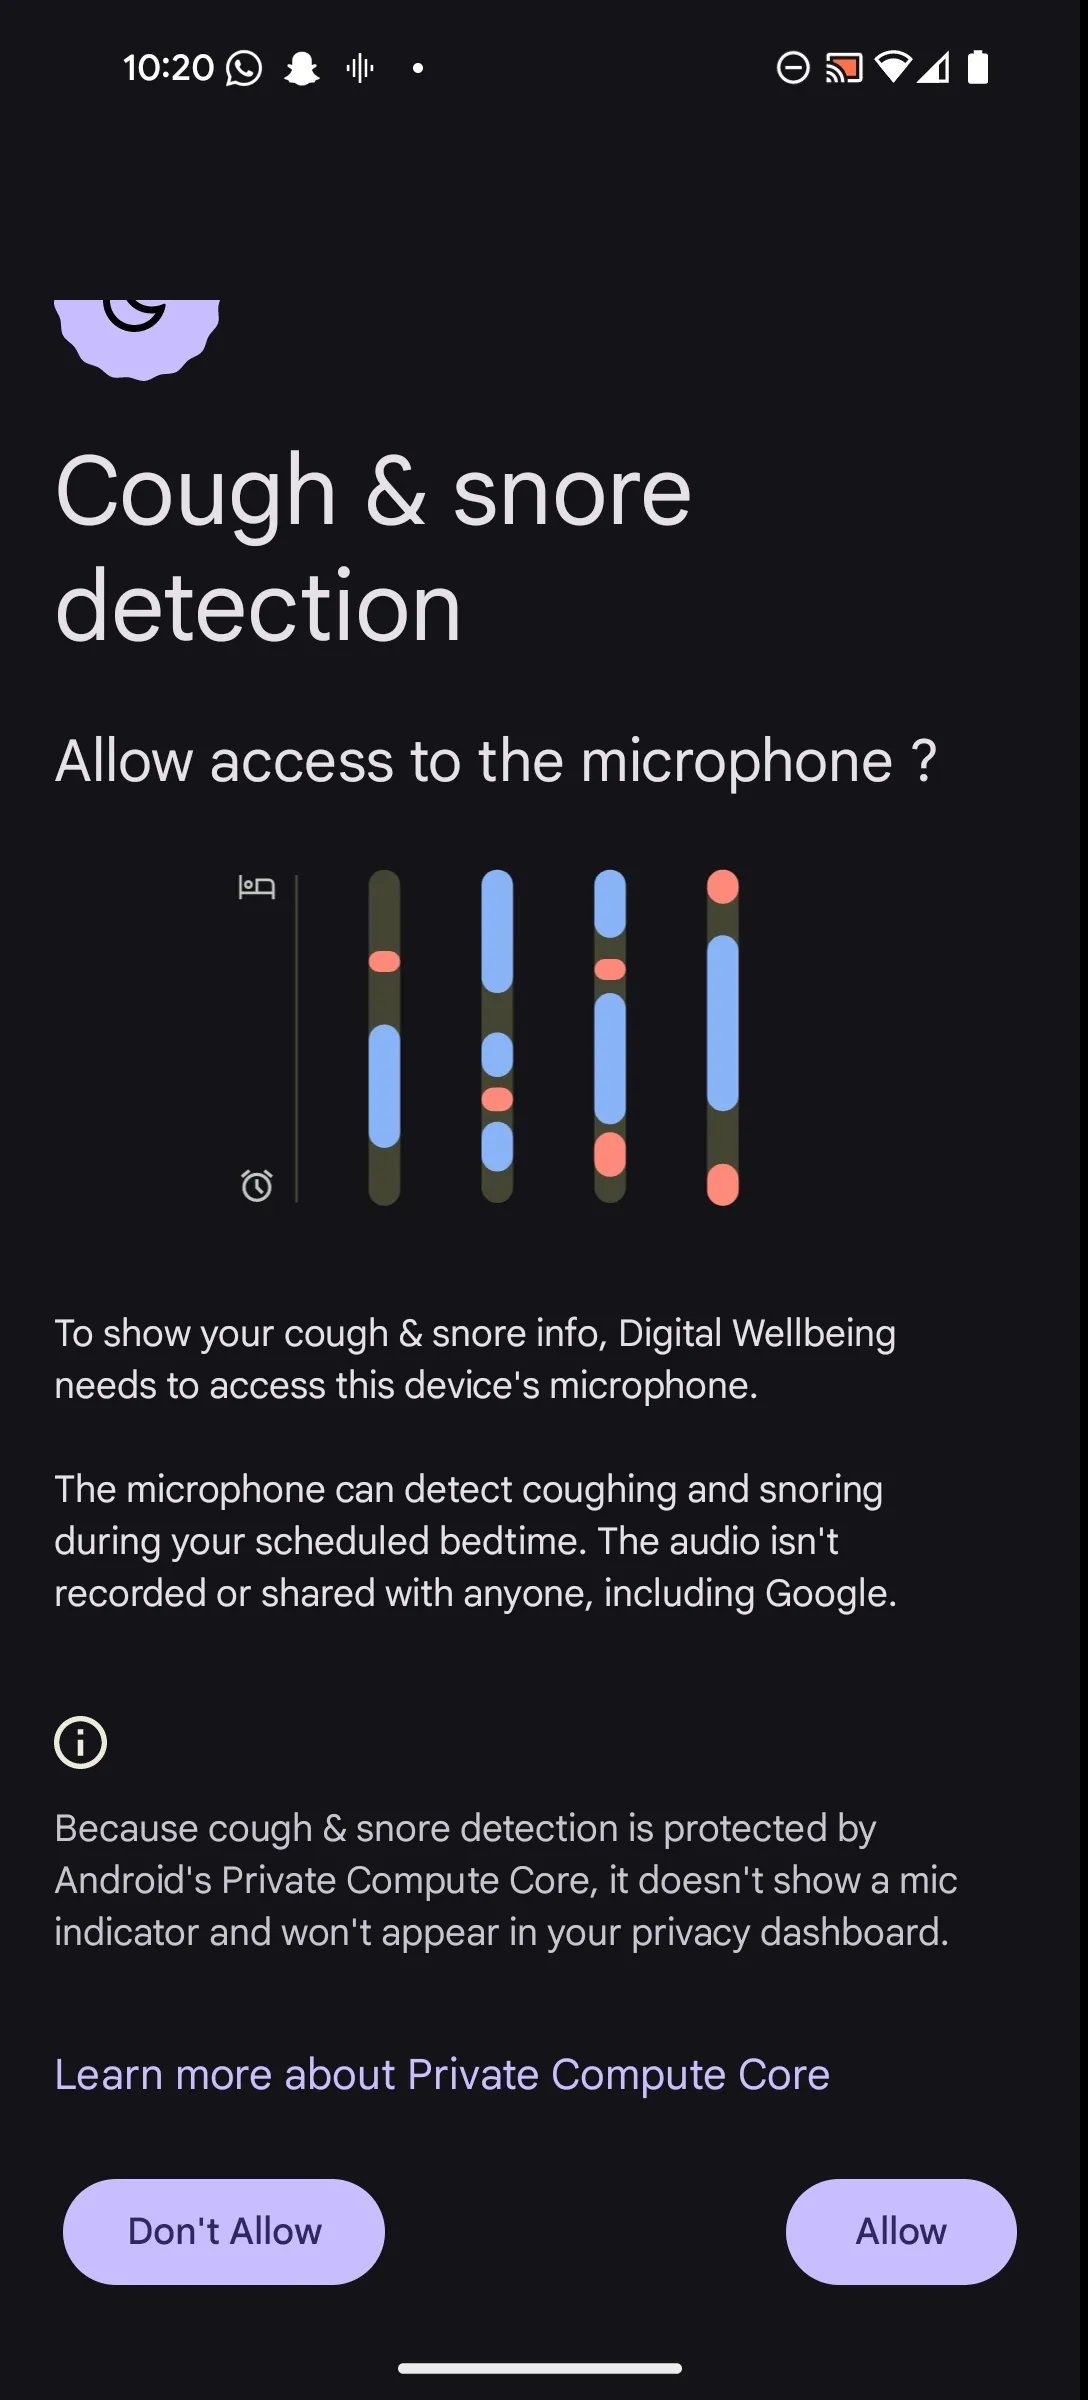 10:20
Cough & snore
detection
Allow access to the microphone ?
To show your cough & snore info, Digital Wellbeing
needs to access this device's microphone.
The microphone can detect coughing and snoring
during your scheduled bedtime. The audio isn't
recorded or shared with anyone, including Google.
Because cough & snore detection is protected by
Android's Private Compute Core, it doesn't show a mic
indicator and won't appear in your privacy dashboard.
Learn more about Private Compute Core
Don't Allow
Allow